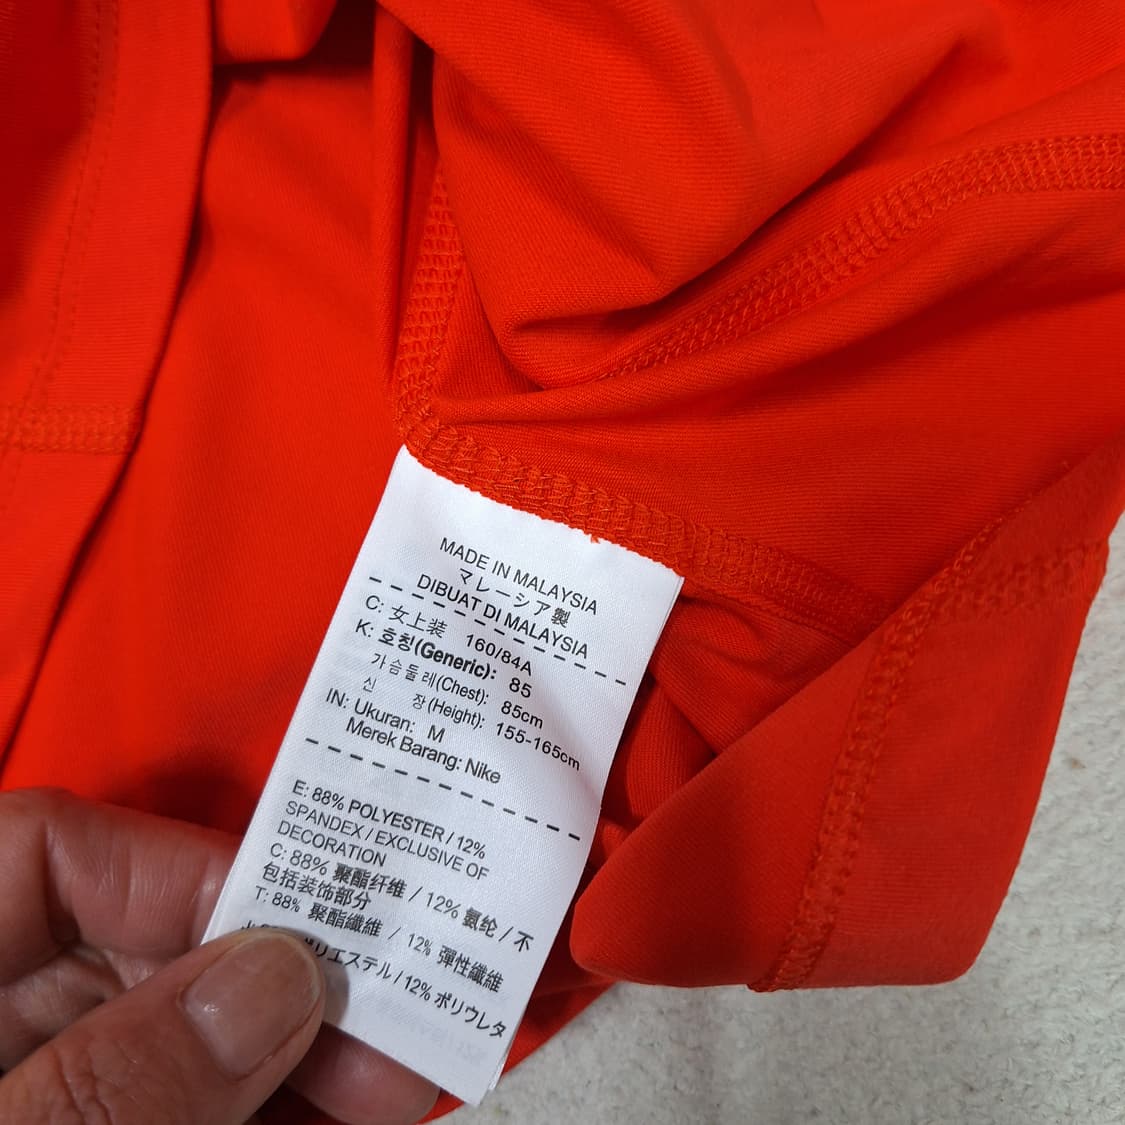 MADE IN MALAYSIA
マレーシア製
DIBUAT DI MALAYSIA
C: 女上装 160/84A
K: 호칭(Generic): 85
가슴둘레(Chest): 85cm
신 장(Height): 155-165cm
IN: Ukuran: M
Merek Barang: Nike
E: 88% POLYESTER / 12%
SPANDEX / EXCLUSIVE OF
DECORATION
C: 88% 聚酯纤维 / 12% 氨纶 / 不
包括装饰部分
T: 88% 聚酯纖維 / 12% 彈性纖維
ポリエステル / 12% ポリウレタ